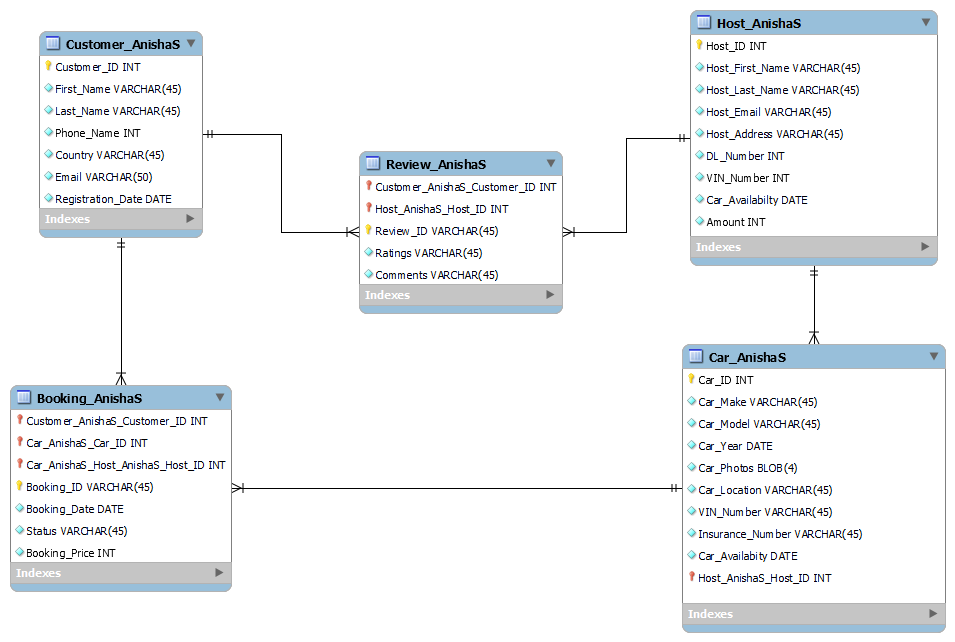 Customer_AnishaS
Customer_ID INT
First_Name VARCHAR(45)
Last_Name VARCHAR(45)
Phone_Name INT
Country VARCHAR(45)
Email VARCHAR(50)
Registration_Date DATE
Indexes
Host_AnishaS
Host_ID INT
Host_First_Name VARCHAR(45)
Host_Last_Name VARCHAR(45)
Host_Email VARCHAR(45)
Host_Address VARCHAR(45)
DL_Number INT
VIN_Number INT
Car_Availabilty DATE
Amount INT
Indexes
Review_AnishaS
Customer_AnishaS_Customer_ID INT
Host_AnishaS_Host_ID INT
Review_ID VARCHAR(45)
Ratings VARCHAR(45)
Comments VARCHAR(45)
Indexes
Booking_AnishaS
Customer_AnishaS_Customer_ID INT
Car_AnishaS_Car_ID INT
Car_AnishaS_Host_AnishaS_Host_ID INT
Booking_ID VARCHAR(45)
Booking_Date DATE
Status VARCHAR(45)
Booking_Price INT
Indexes
Car_AnishaS
Car_ID INT
Car_Make VARCHAR(45)
Car_Model VARCHAR(45)
Car_Year DATE
Car_Photos BLOB(4)
Car_Location VARCHAR(45)
VIN_Number VARCHAR(45)
Insurance_Number VARCHAR(45)
Car_Availabity DATE
Host_AnishaS_Host_ID INT
Indexes